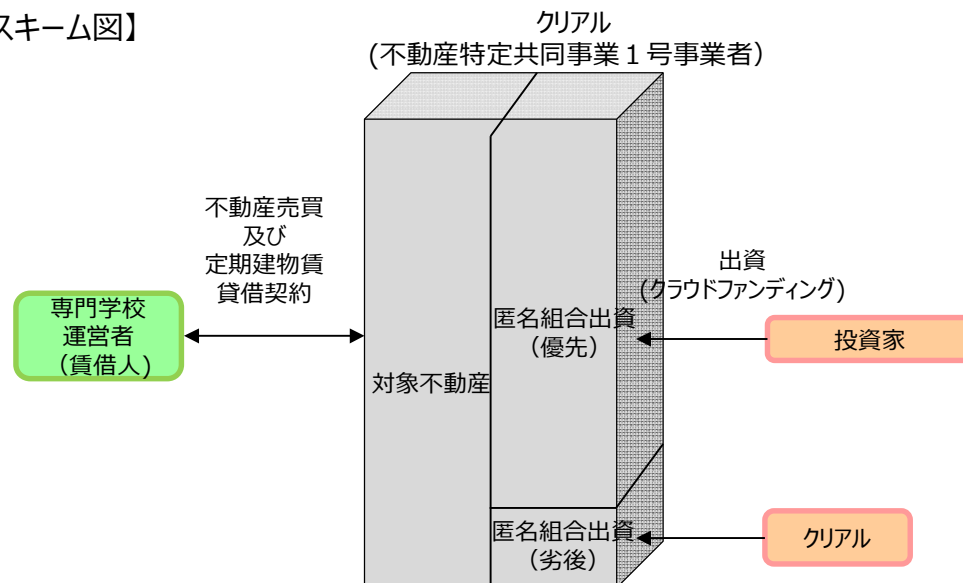 スキーム図】
クリアル
(不動産特定共同事業１号事業者）
不動産売買
及び
定期建物賃
貸借契約
専門学校
運営者
（賃借人)
対象不動産
匿名組合出資
（優先）
出資
(クラウドファンディング)
投資家
匿名組合出資
（劣後）
クリアル